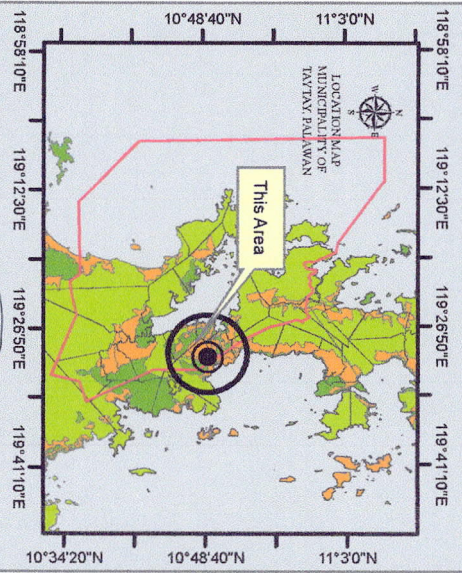 10°48'40"N
11°3'0"N
118°58'10"E
119°12'30"E
119°26'50"E
119°41'10"E
118°58'10"E
119°12'30"E
119°26'50"E
119°41'10"E
N
W
E
S
LOCATION MAP
MUNICIPALITY OF
TAYTAY, PALAWAN
This Area
10°34'20"N
10°48'40"N
11°3'0"N